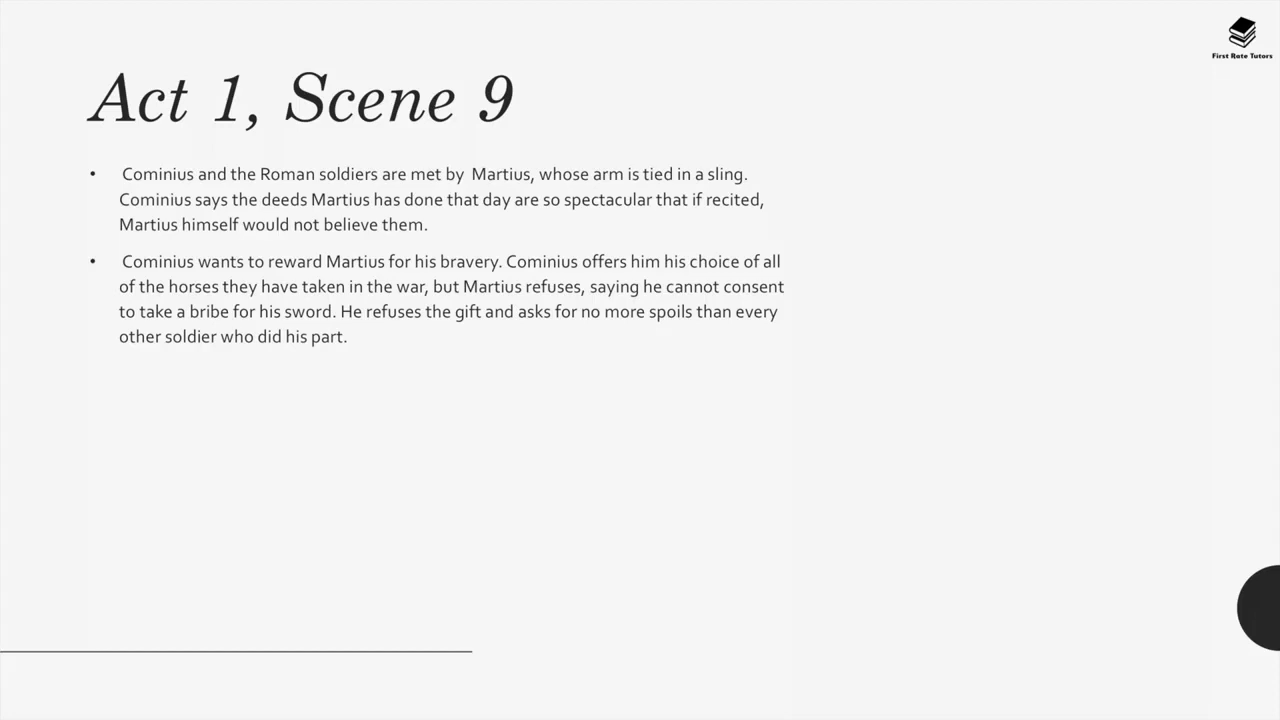 First Rate Tutors
Act 1, Scene 9
• Cominius and the Roman soldiers are met by Martius, whose arm is tied in a sling.
Cominius says the deeds Martius has done that day are so spectacular that if recited,
Martius himself would not believe them.
• Cominius wants to reward Martius for his bravery. Cominius offers him his choice of all
of the horses they have taken in the war, but Martius refuses, saying he cannot consent
to take a bribe for his sword. He refuses the gift and asks for no more spoils than every
other soldier who did his part.